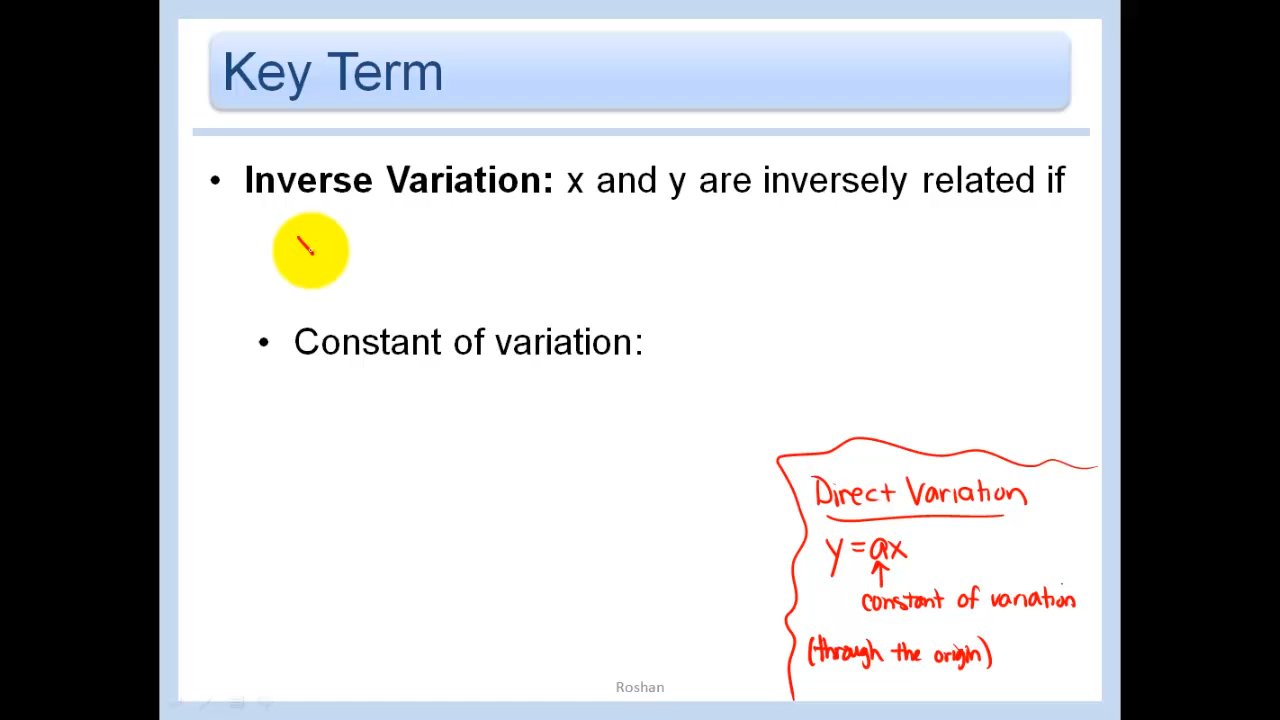 Key Term
• Inverse Variation: x and y are inversely related if
• Constant of variation:
Direct Variation
y = ax
constant of variation
(through the origin)
Roshan